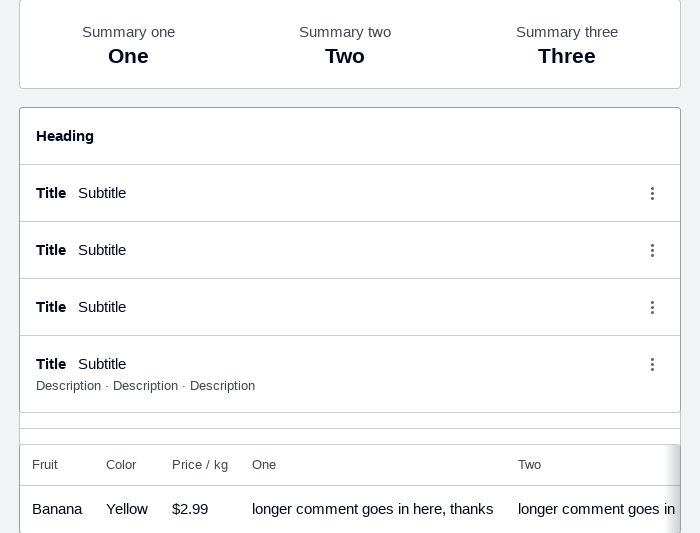 Summary one Summary two Summary three
One Two Three
Heading
Title Subtitle
Title Subtitle
Title Subtitle
Title Subtitle
Description · Description · Description
Fruit Color Price / kg One Two
Banana Yellow $2.99 longer comment goes in here, thanks longer comment goes in